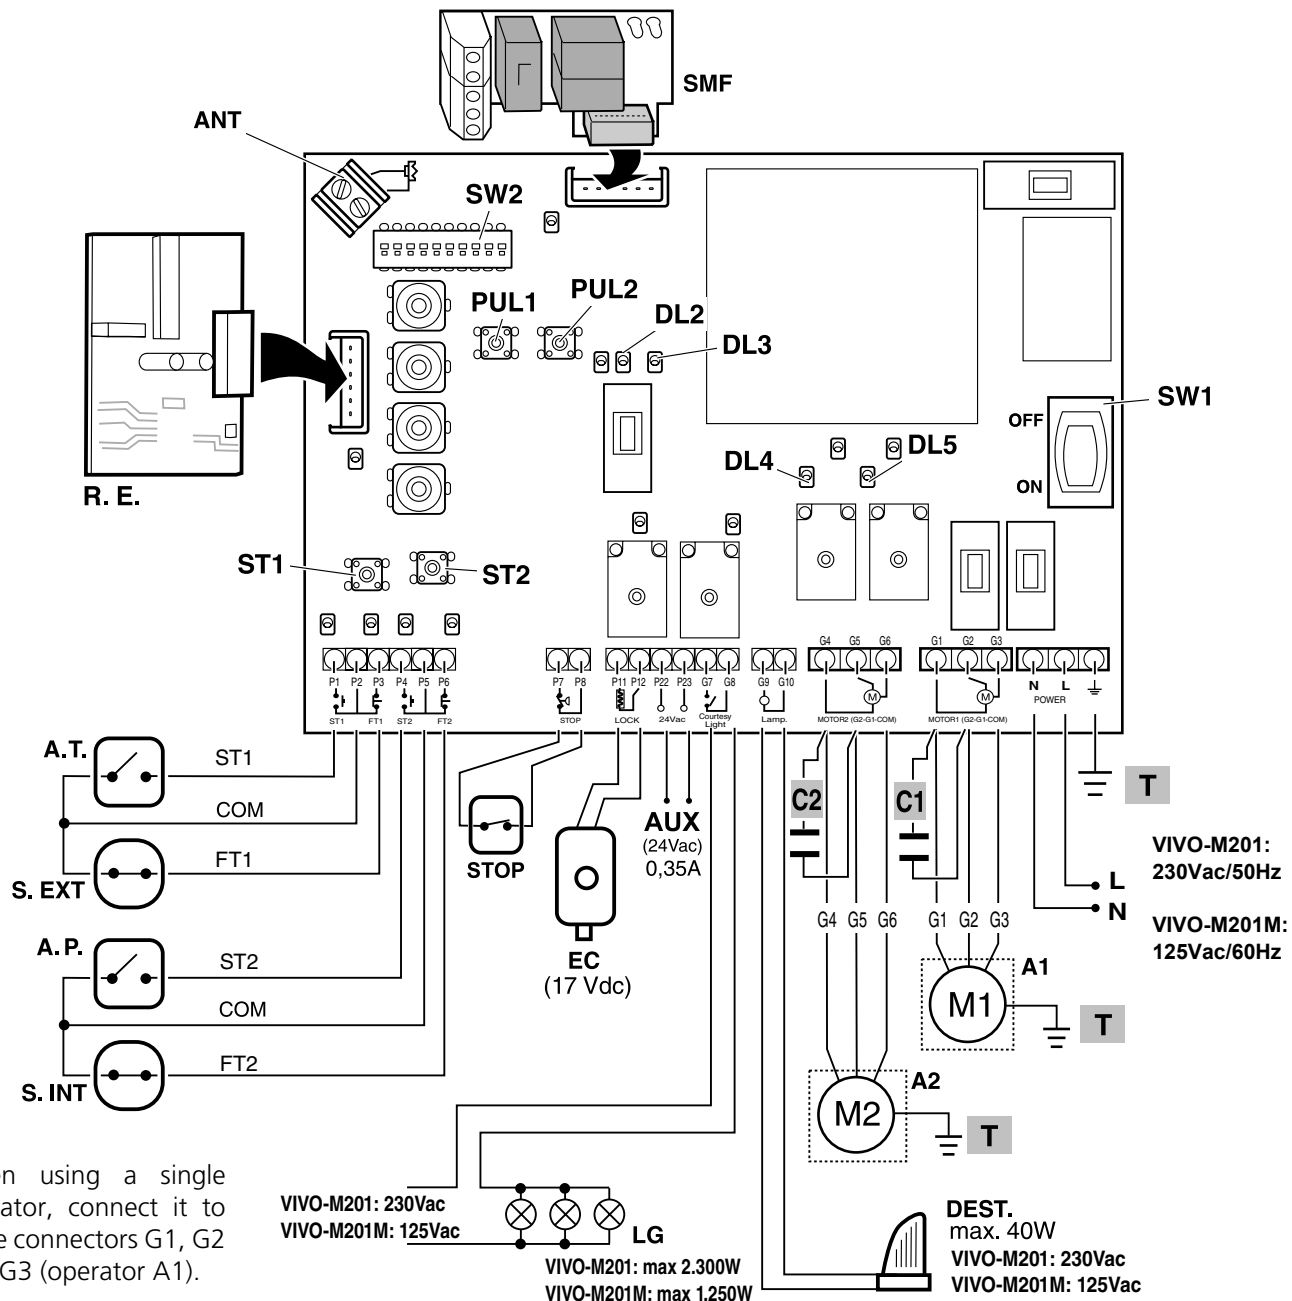 SMF
ANT
SW2
PUL1
PUL2
DL2
DL3
SW1
OFF
ON
DL4
DL5
R. E.
ST1
ST2
G4 G5 G6
G1 G2 G3
P1 P2 P3 P4 P5 P6
P7 P8
P11 P12 P22 P23 G7 G8
G9 G10
N L
POWER
M
M
ST1 FT1 ST2 FT2
STOP
LOCK
24Vac
Courtesy
Light
Lamp.
MOTOR2 (G2-G1-COM)
MOTOR1 (G2-G1-COM)
A.T.
ST1
COM
FT1
S. EXT
A. P.
ST2
COM
FT2
S. INT
STOP
EC
(17 Vdc)
AUX
(24Vac)
0,35A
C2
C1
T
VIVO-M201:
230Vac/50Hz
L
N
VIVO-M201M:
125Vac/60Hz
G4 G5 G6
G1 G2 G3
A1
M1
T
A2
M2
T
n using a single
ator, connect it to
e connectors G1, G2
G3 (operator A1).
VIVO-M201: 230Vac
VIVO-M201M: 125Vac
LG
VIVO-M201: max 2.300W
VIVO-M201M: max 1.250W
DEST.
max. 40W
VIVO-M201: 230Vac
VIVO-M201M: 125Vac